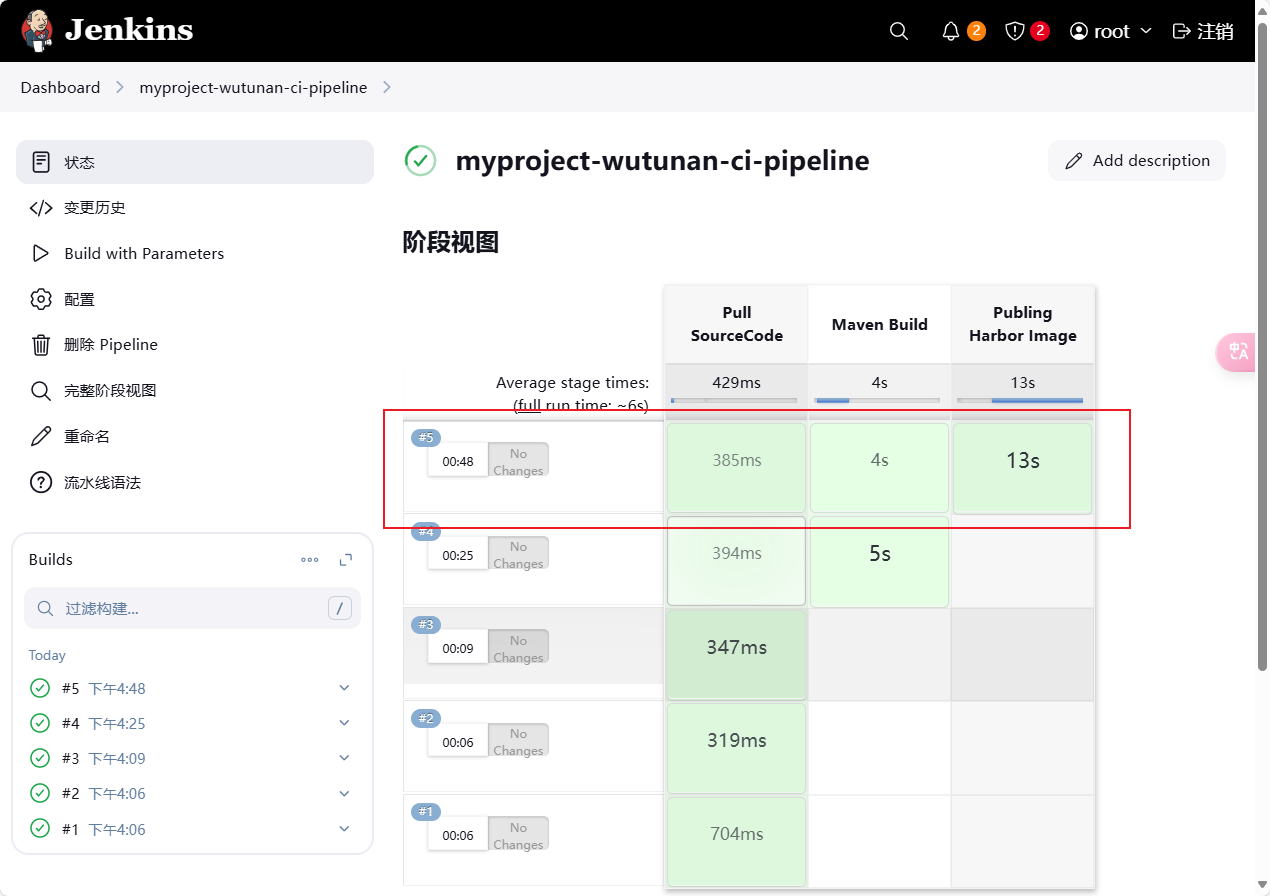 Jenkins
2
2
root
注销
Dashboard
myproject-wutunan-ci-pipeline
状态
变更历史
Build with Parameters
配置
删除 Pipeline
完整阶段视图
重命名
流水线语法
Builds
过滤构建...
/
Today
#5 下午4:48
#4 下午4:25
#3 下午4:09
#2 下午4:06
#1 下午4:06
myproject-wutunan-ci-pipeline
Add description
阶段视图
Pull
SourceCode
Maven Build
Publing
Harbor Image
Average stage times:
(full run time: ~6s)
429ms
4s
13s
#5
00:48
No
Changes
385ms
4s
13s
#4
00:25
No
Changes
394ms
5s
#3
00:09
No
Changes
347ms
#2
00:06
No
Changes
319ms
#1
00:06
No
Changes
704ms
中
A